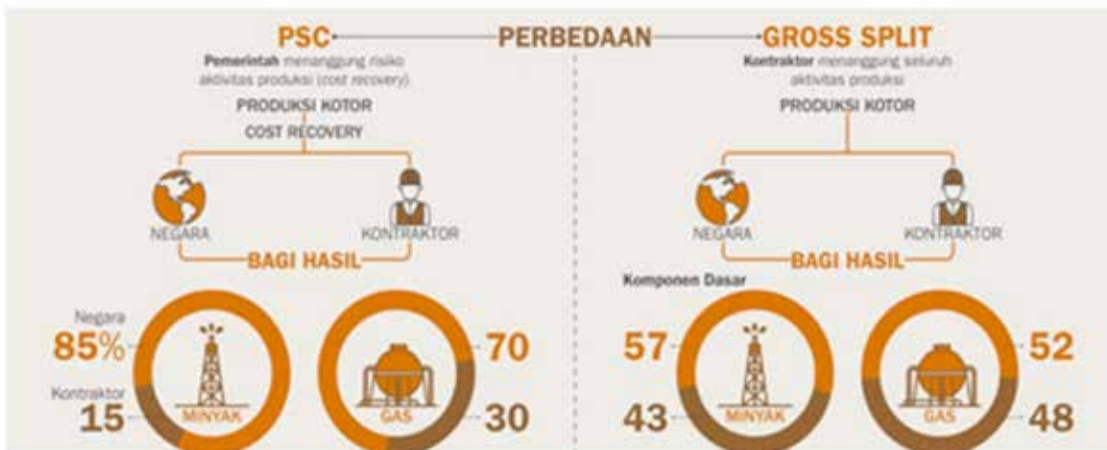 PSC
PERBEDAAN
GROSS SPLIT
Pemerintah menanggung risiko
aktivitas produksi (cost recovery)
PRODUKSI KOTOR
COST RECOVERY
NEGARA
KONTRAKTOR
BAGI HASIL
Negara
85%
Kontraktor
15
MINYAK
GAS
70
30
Kontraktor menanggung seluruh
aktivitas produksi
PRODUKSI KOTOR
NEGARA
KONTRAKTOR
BAGI HASIL
Komponen Dasar
57
43
MINYAK
GAS
52
48